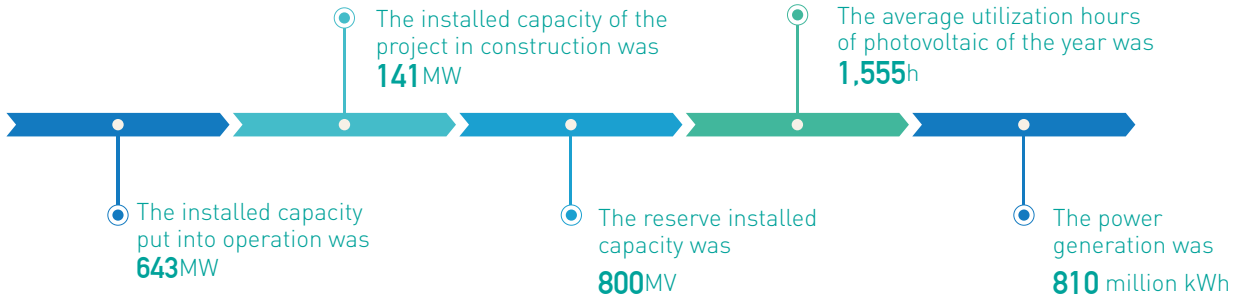 The installed capacity of the
project in construction was
141MW
The average utilization hours
of photovoltaic of the year was
1,555h
The installed capacity
put into operation was
643MW
The reserve installed
capacity was
800MV
The power
generation was
810 million kWh